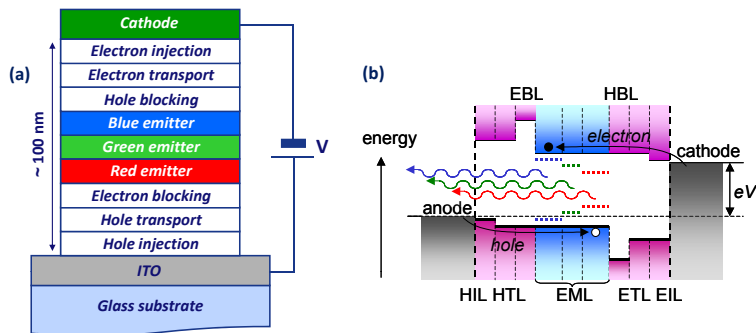 (a)
Cathode
Electron injection
Electron transport
Hole blocking
Blue emitter
Green emitter
Red emitter
Electron blocking
Hole transport
Hole injection
ITO
Glass substrate
~ 100 nm
V
(b)
EBL
HBL
energy
electron
cathode
eV
anode
hole
HIL HTL
EML
ETL EIL